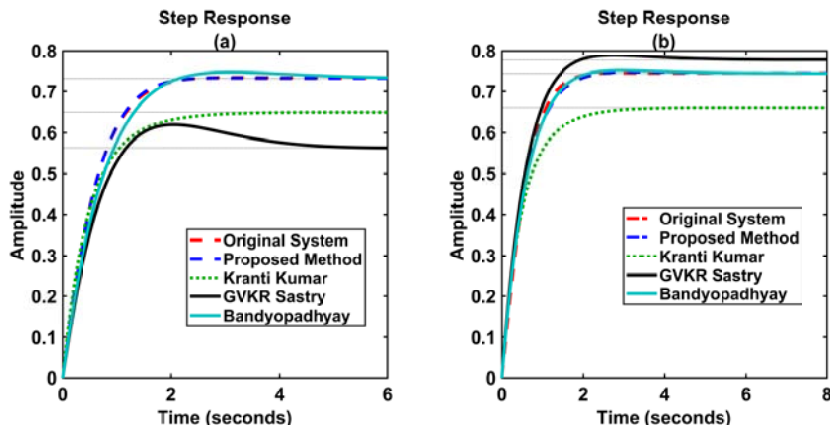 Step Response
(a)
Amplitude
0.8
0.7
0.6
0.5
0.4
0.3
0.2
0.1
0
0 2 4 6
Time (seconds)
Original System
Proposed Method
Kranti Kumar
GVKR Sastry
Bandyopadhyay
Step Response
(b)
Amplitude
0.8
0.7
0.6
0.5
0.4
0.3
0.2
0.1
0
0 2 4 6 8
Time (seconds)
Original System
Proposed Method
Kranti Kumar
GVKR Sastry
Bandyopadhyay